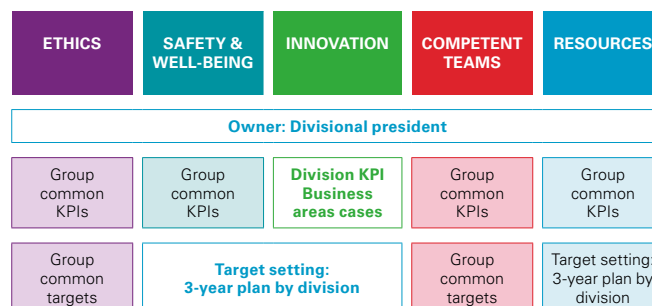 ETHICS
SAFETY &
WELL-BEING
INNOVATION
COMPETENT
TEAMS
RESOURCES
Owner: Divisional president
Group
common
KPIs
Group
common
KPIs
Division KPI
Business
areas cases
Group
common
KPIs
Group
common
KPIs
Group
common
targets
Target setting:
3-year plan by division
Group
common
targets
Target setting:
3-year plan by
division